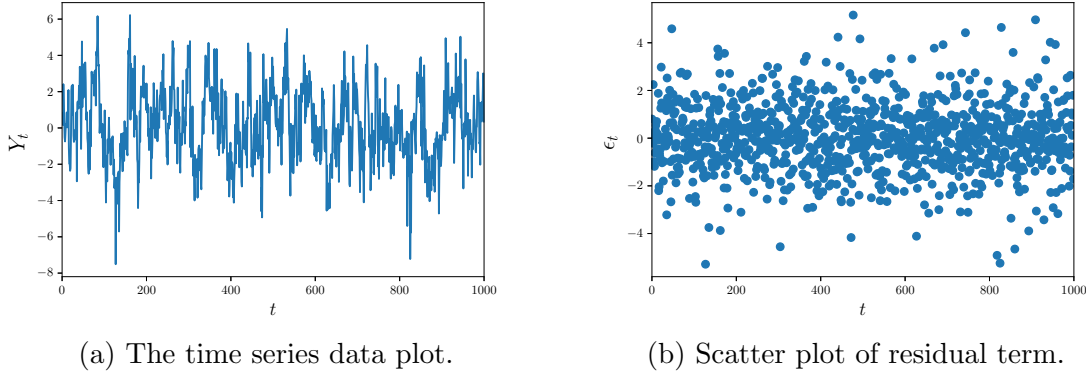 6
4
2
0
−2
−4
−6
−8
Y_t
0 200 400 600 800 1000
t
4
2
0
−2
−4
ϵ_t
0 200 400 600 800 1000
t
(a) The time series data plot.
(b) Scatter plot of residual term.